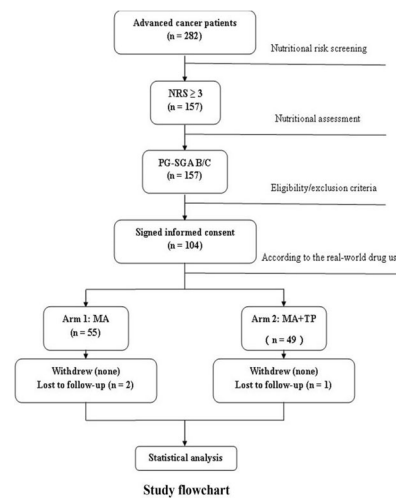 Advanced cancer patients
(n = 282)
Nutritional risk screening
NRS ≥ 3
(n = 157)
Nutritional assessment
PG-SGA B/C
(n = 157)
Eligibility/exclusion criteria
Signed informed consent
(n = 104)
According to the real-world drug us
Arm 1: MA
(n = 55)
Arm 2: MA+TP
( n = 49 )
Withdrew (none)
Lost to follow-up (n = 2)
Withdrew (none)
Lost to follow-up (n = 1)
Statistical analysis
Study flowchart